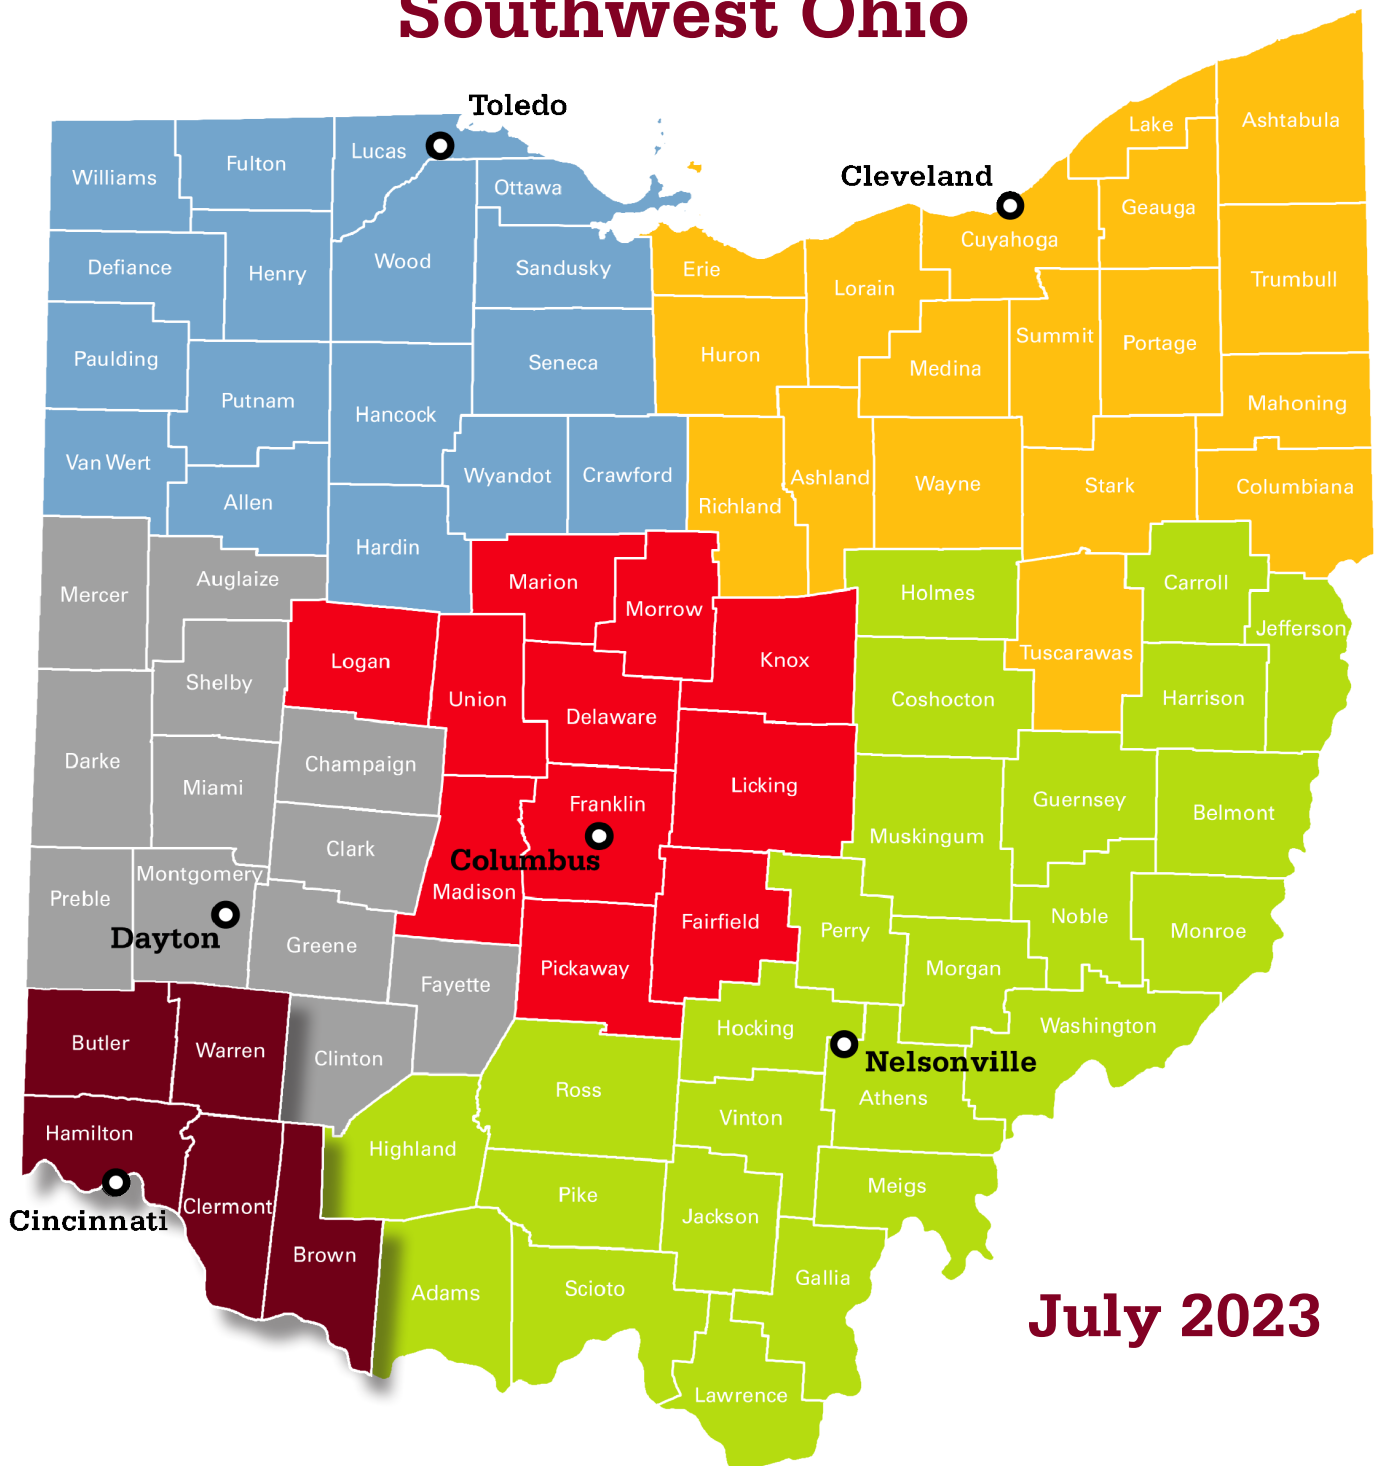 Southwest Ohio
Toledo
Cleveland
Lake
Ashtabula
Lucas
Fulton
Williams
Ottawa
Geauga
Cuyahoga
Wood
Defiance
Henry
Sandusky
Erie
Lorain
Trumbull
Summit
Portage
Paulding
Seneca
Huron
Medina
Putnam
Hancock
Mahoning
Van Wert
Wyandot
Crawford
Ashland
Wayne
Stark
Columbiana
Allen
Richland
Hardin
Auglaize
Marion
Carroll
Mercer
Holmes
Morrow
Jefferson
Logan
Knox
Tuscarawas
Shelby
Union
Coshocton
Harrison
Delaware
Darke
Champaign
Miami
Licking
Franklin
Guernsey
Belmont
Clark
Columbus
Muskingum
Montgomery
Madison
Preble
Fairfield
Noble
Dayton
Greene
Perry
Monroe
Pickaway
Morgan
Fayette
Hocking
Washington
Butler
Warren
Clinton
Nelsonville
Ross
Athens
Vinton
Hamilton
Highland
Pike
Meigs
Clermont
Jackson
Cincinnati
Brown
Adams
Scioto
Gallia
July 2023
Lawrence